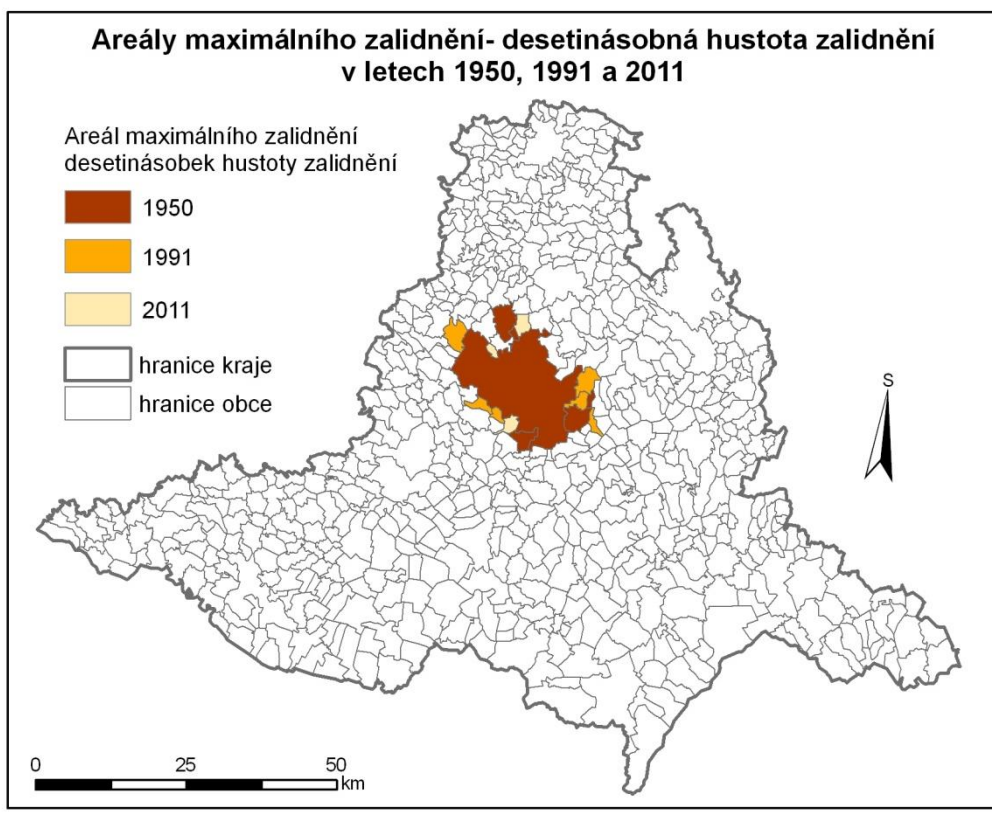 Areály maximálního zalidnění- desetinásobná hustota zalidnění
v letech 1950, 1991 a 2011
Areál maximálního zalidnění
desetinásobek hustoty zalidnění
1950
1991
2011
hranice kraje
hranice obce
S
0 25 50
km